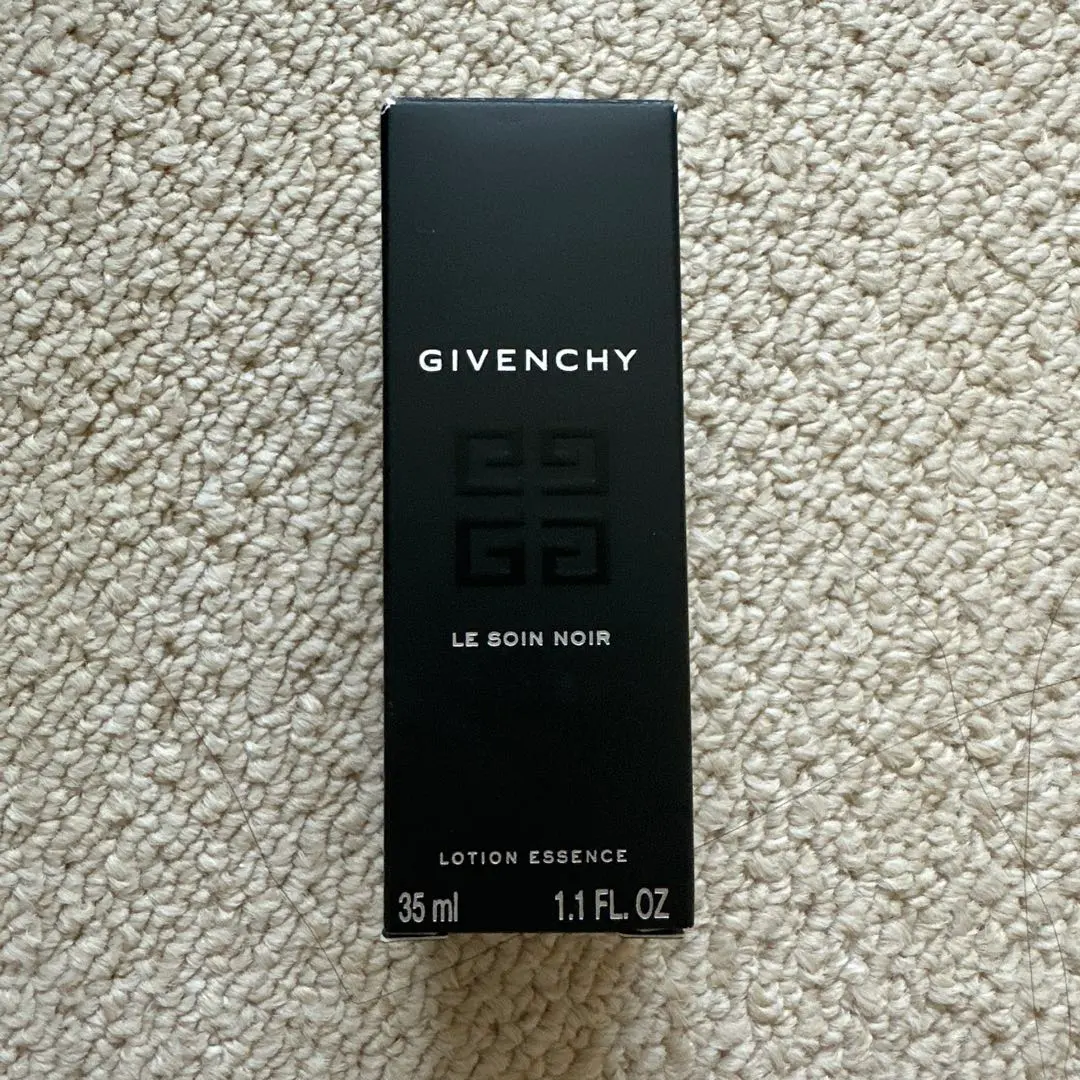 GIVENCHY
LE SOIN NOIR
LOTION ESSENCE
35 ml 1.1 FL. OZ